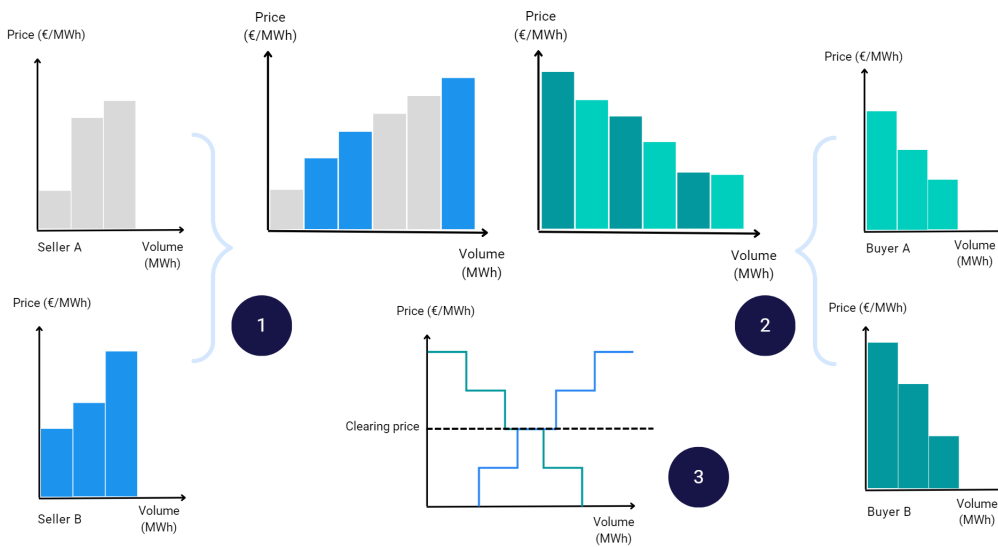 Price (€/MWh)
Seller A
Volume
(MWh)
Price
(€/MWh)
Volume
(MWh)
Price
(€/MWh)
Volume
(MWh)
Price (€/MWh)
Buyer A
Volume
(MWh)
Price (€/MWh)
Seller B
Volume
(MWh)
1
Price (€/MWh)
Clearing price
Volume
(MWh)
2
3
Price (€/MWh)
Buyer B
Volume
(MWh)